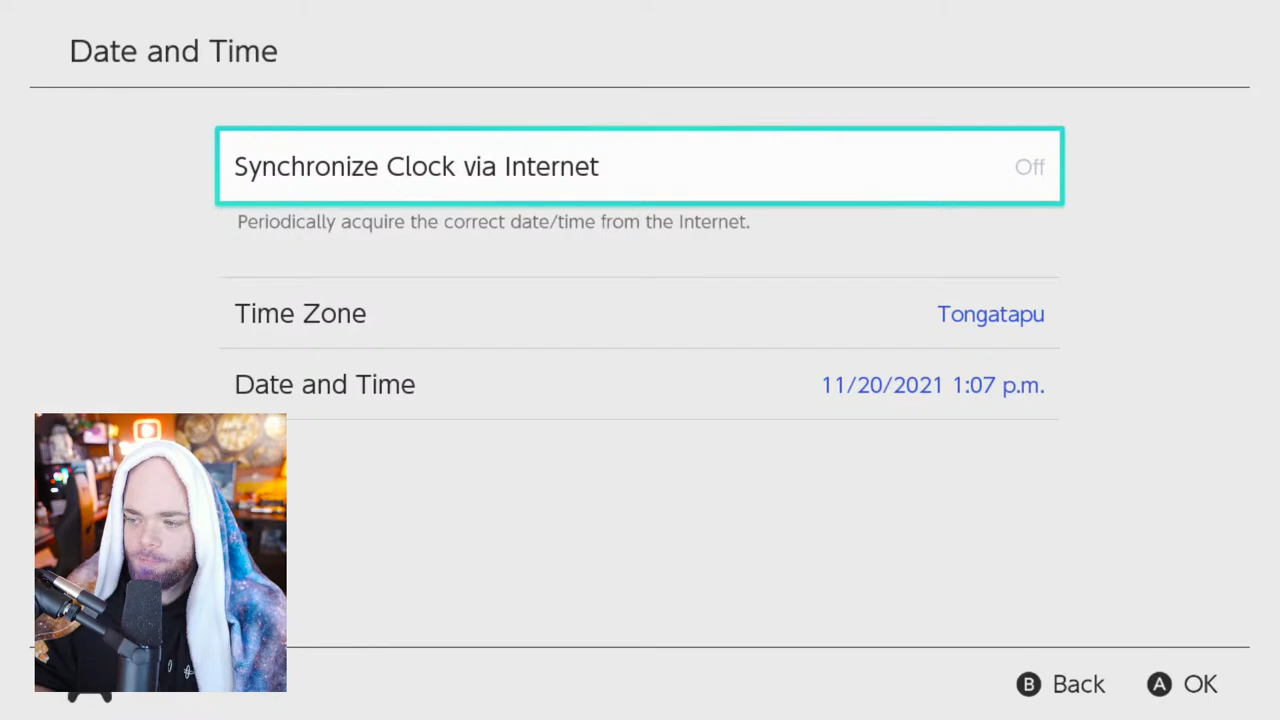 Date and Time
Synchronize Clock via Internet Off
Periodically acquire the correct date/time from the Internet.
Time Zone Tongatapu
Date and Time 11/20/2021 1:07 p.m.
B Back A OK